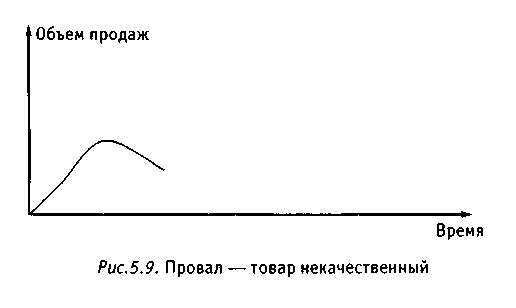 Объем продаж
Время
Рис.5.9. Провал — товар некачественный